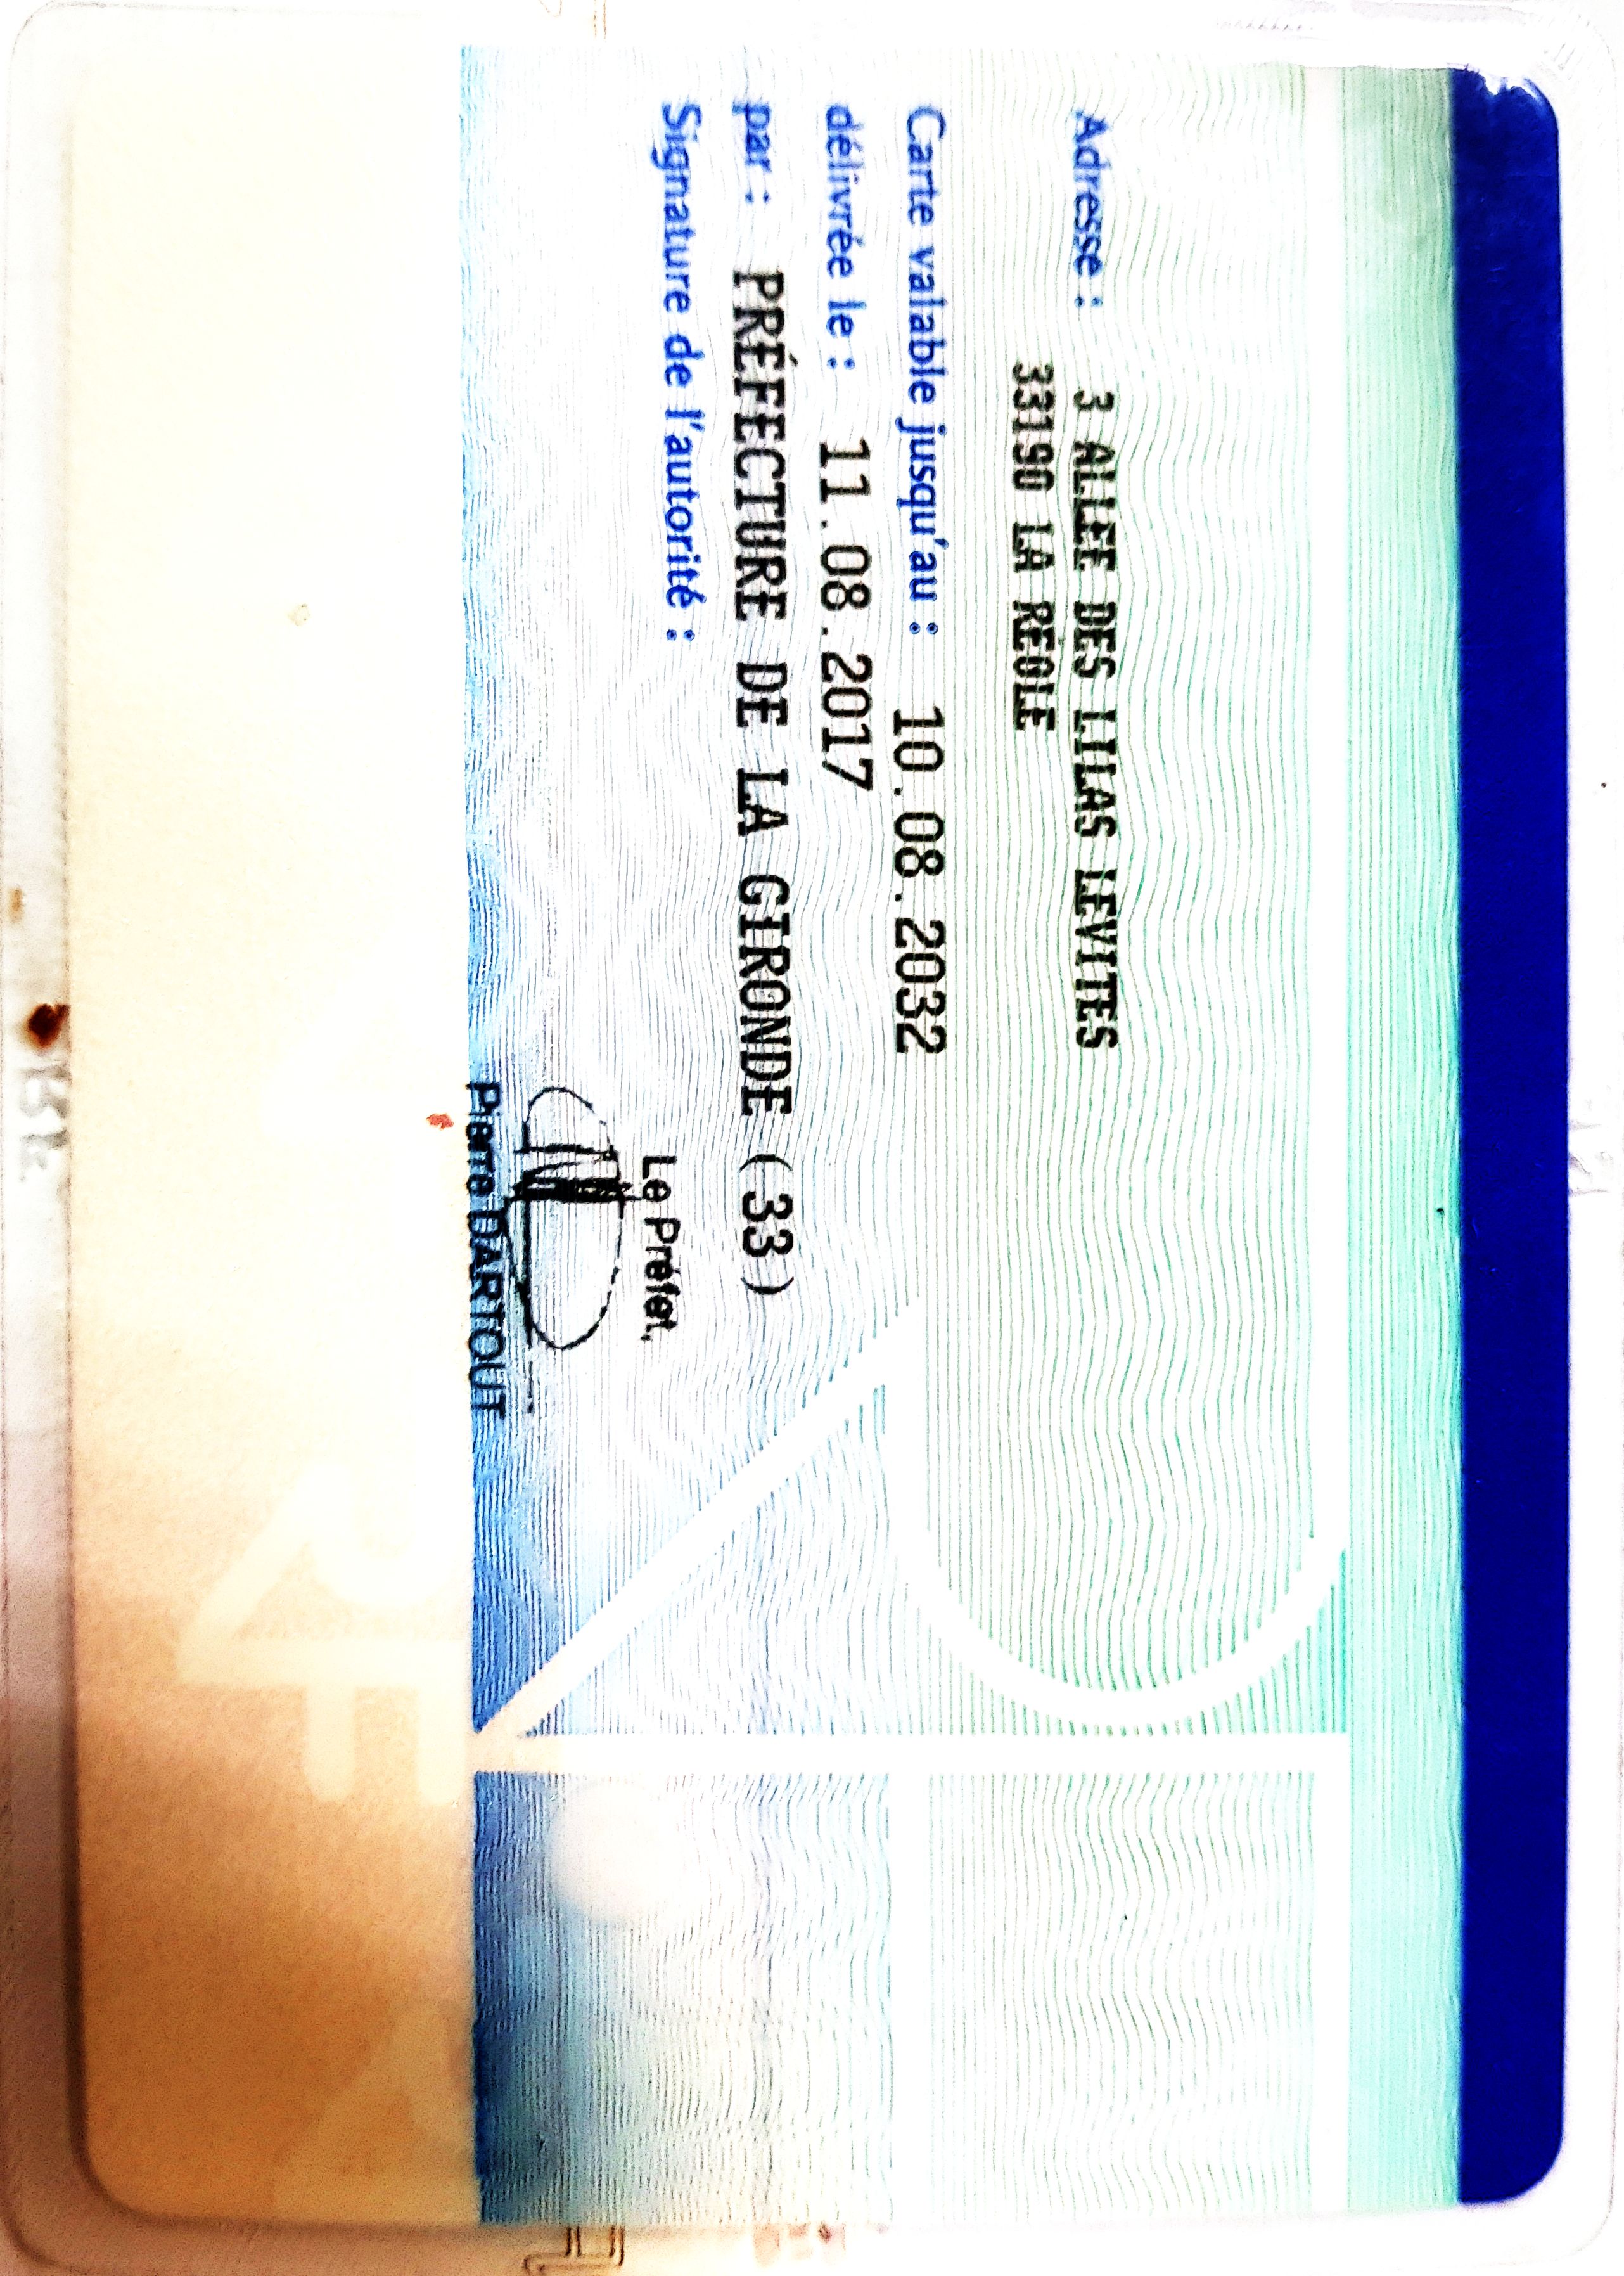 Adresse : 3 ALLEE DES LILAS LEVITES
33190 LA REOLE
Carte valable jusqu'au : 10.08.2032
délivrée le : 11.08.2017
par : PRÉFECTURE DE LA GIRONDE (33)
Signature de l'autorité :
Le Préfet,
Pierre DARTOUT